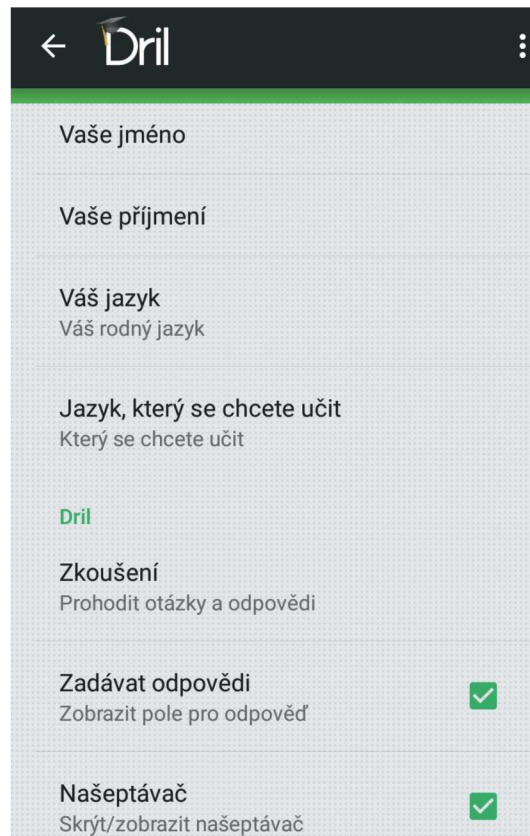 Dril
Vaše jméno
Vaše příjmení
Váš jazyk
Váš rodný jazyk
Jazyk, který se chcete učit
Který se chcete učit
Dril
Zkoušení
Prohodit otázky a odpovědi
Zadávat odpovědi
Zobrazit pole pro odpověď
Našeptávač
Skrýt/zobrazit našeptávač